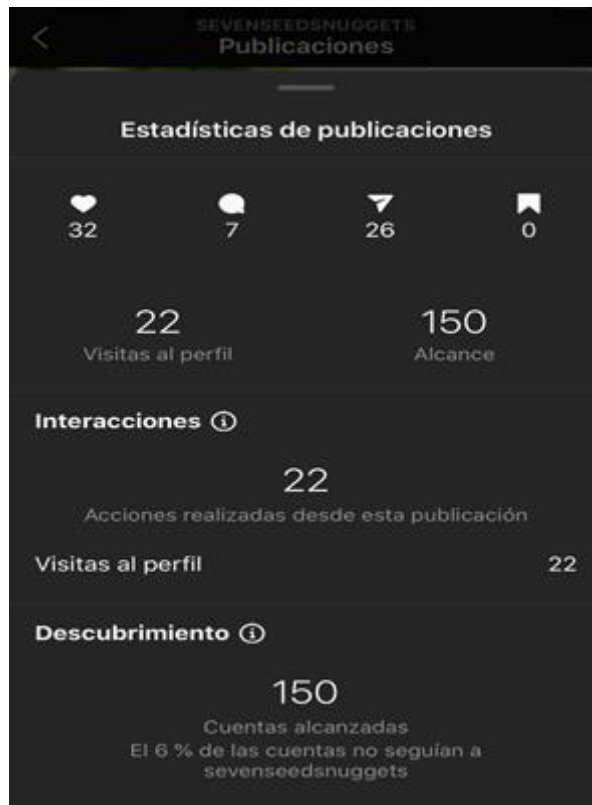 SEVENSEEDSNUGGETS
Publicaciones
Estadísticas de publicaciones
32 7 26 0
22 150
Visitas al perfil Alcance
Interacciones
22
Acciones realizadas desde esta publicación
Visitas al perfil 22
Descubrimiento
150
Cuentas alcanzadas
El 6 % de las cuentas no seguían a
sevenseedsnuggets